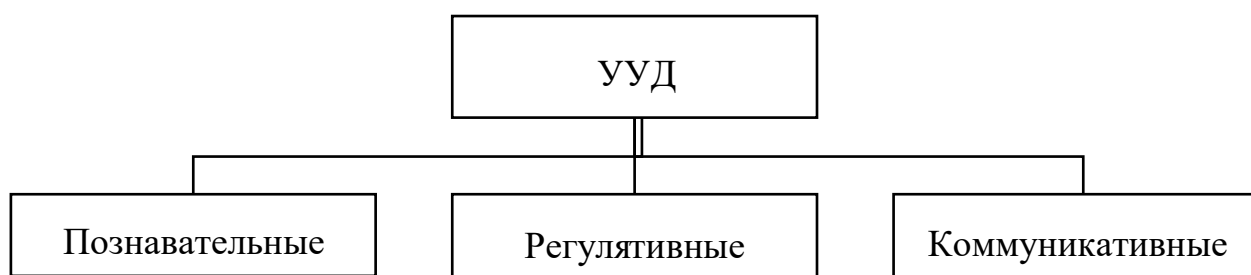 УУД
Познавательные
Регулятивные
Коммуникативные